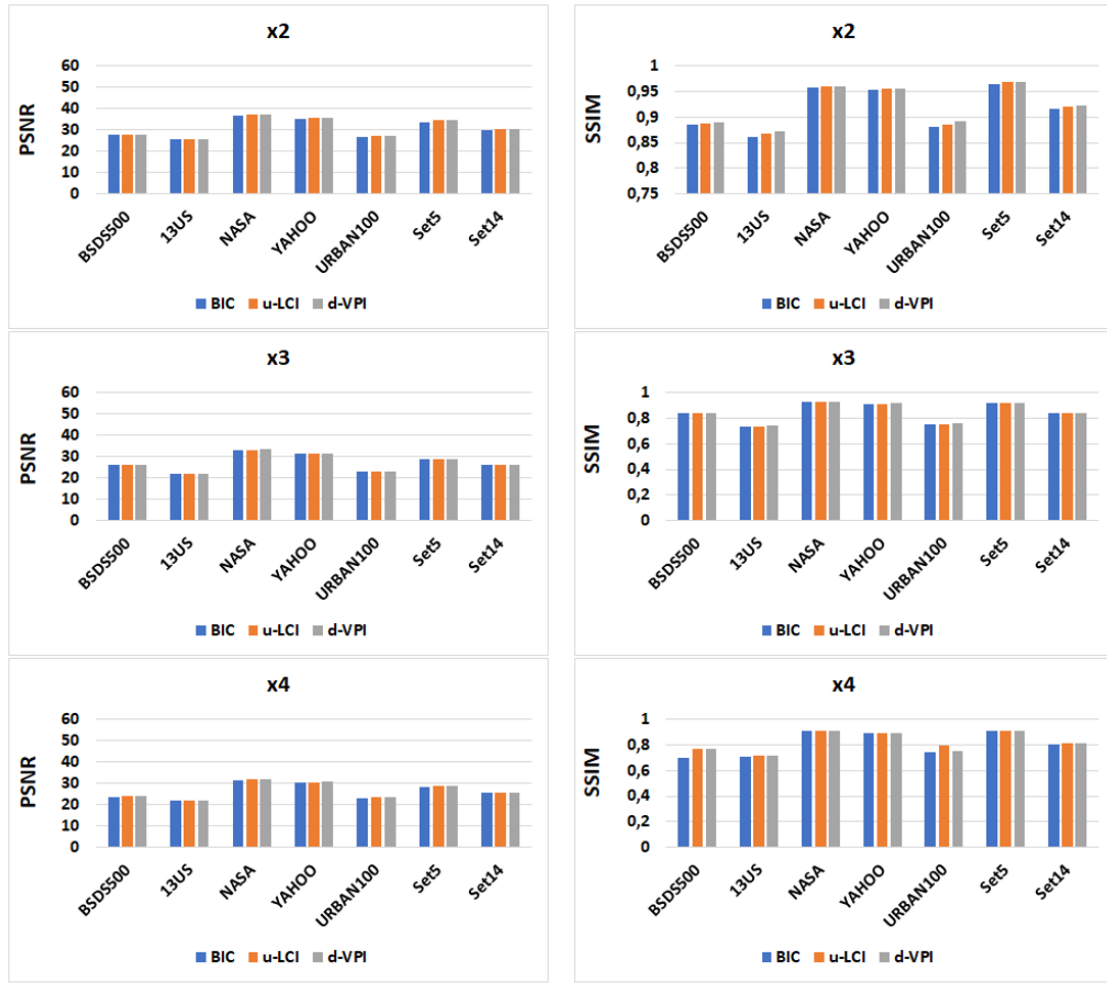 x2
PSNR
60
50
40
30
20
10
0
BSDS500
13US
NASA
YAHOO
URBAN100
Set5
Set14
BIC u-LCI d-VPI
x2
SSIM
1
0,95
0,9
0,85
0,8
0,75
BSDS500
13US
NASA
YAHOO
URBAN100
Set5
Set14
BIC u-LCI d-VPI
x3
PSNR
60
50
40
30
20
10
0
BSDS500
13US
NASA
YAHOO
URBAN100
Set5
Set14
BIC u-LCI d-VPI
x3
SSIM
1
0,8
0,6
0,4
0,2
0
BSDS500
13US
NASA
YAHOO
URBAN100
Set5
Set14
BIC u-LCI d-VPI
x4
PSNR
60
50
40
30
20
10
0
BSDS500
13US
NASA
YAHOO
URBAN100
Set5
Set14
BIC u-LCI d-VPI
x4
SSIM
1
0,8
0,6
0,4
0,2
0
BSDS500
13US
NASA
YAHOO
URBAN100
Set5
Set14
BIC u-LCI d-VPI